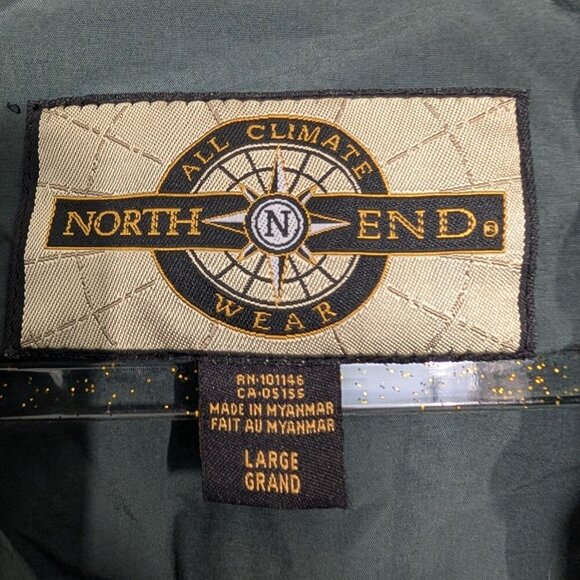 ALL CLIMATE
NORTH N END®
WEAR
RN-101146
CA-05155
MADE IN MYANMAR
FAIT AU MYANMAR
LARGE
GRAND